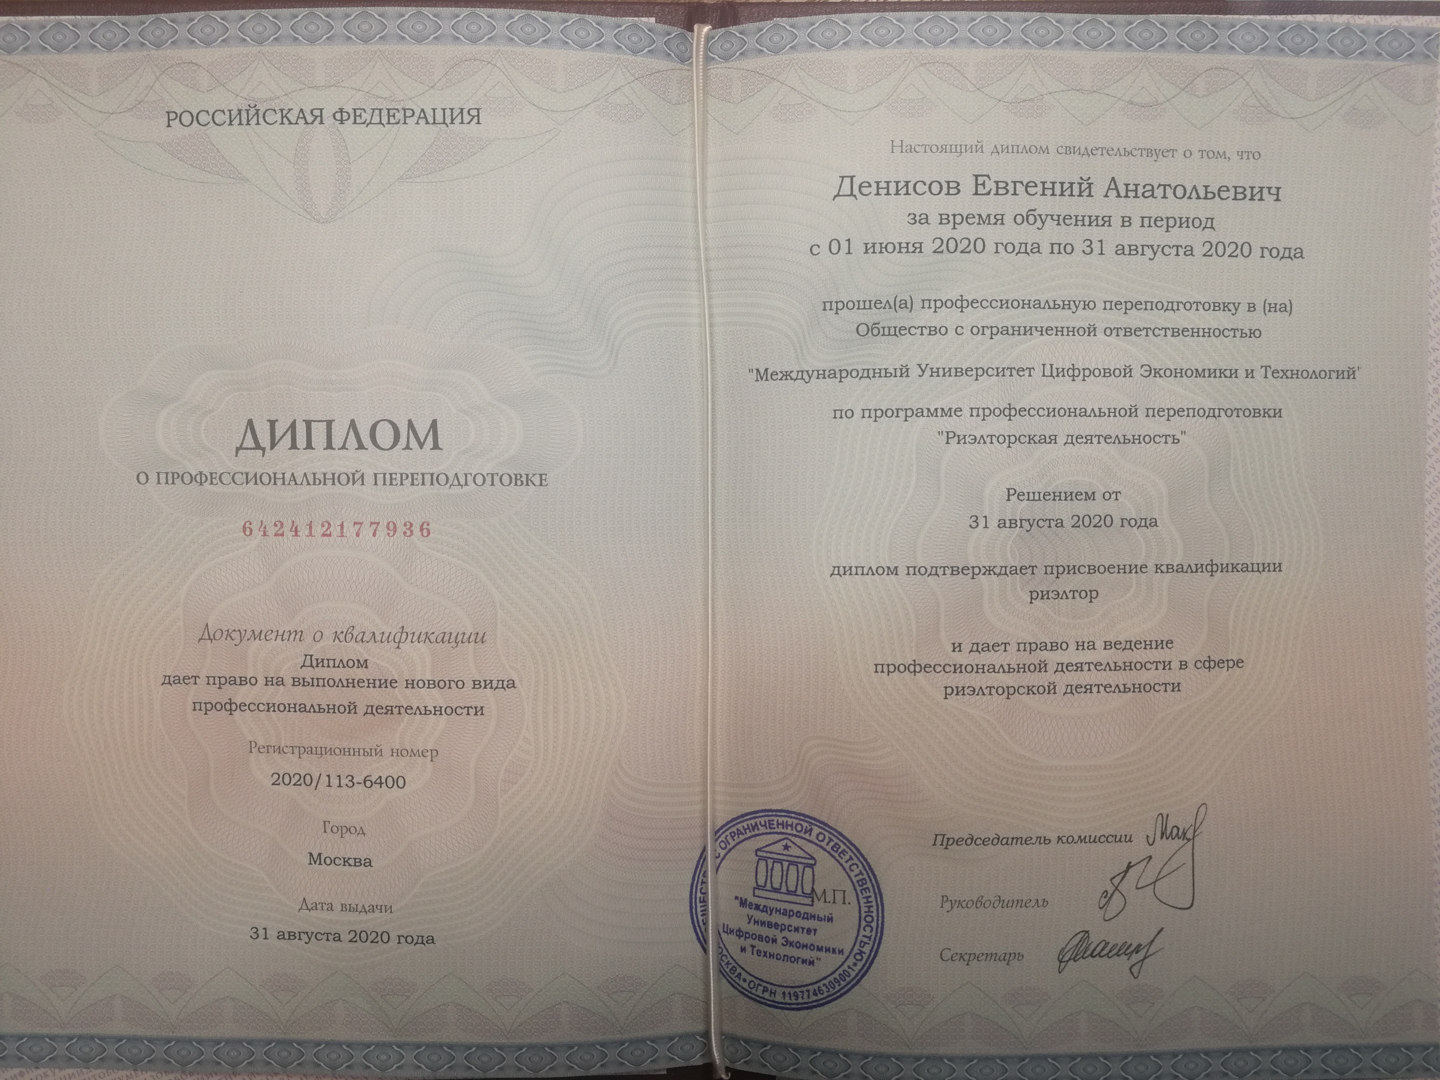 РОССИЙСКАЯ ФЕДЕРАЦИЯ
ДИПЛОМ
О ПРОФЕССИОНАЛЬНОЙ ПЕРЕПОДГОТОВКЕ
642412177936
Документ о квалификации
Диплом
дает право на выполнение нового вида
профессиональной деятельности
Регистрационный номер
2020/113-6400
Город
Москва
Дата выдачи
31 августа 2020 года
Настоящий диплом свидетельствует о том, что
Денисов Евгений Анатольевич
за время обучения в период
с 01 июня 2020 года по 31 августа 2020 года
прошел(а) профессиональную переподготовку в (на)
Общество с ограниченной ответственностью
"Международный Университет Цифровой Экономики и Технологий"
по программе профессиональной переподготовки
"Риэлторская деятельность"
Решением от
31 августа 2020 года
диплом подтверждает присвоение квалификации
риэлтор
и дает право на ведение
профессиональной деятельности в сфере
риэлторской деятельности
Председатель комиссии
Руководитель
Секретарь
М.П.
С ОГРАНИЧЕННОЙ ОТВЕТСТВЕННОСТЬЮ
"Международный
Университет
Цифровой Экономики
и Технологий"
ОГРН 1197746309001